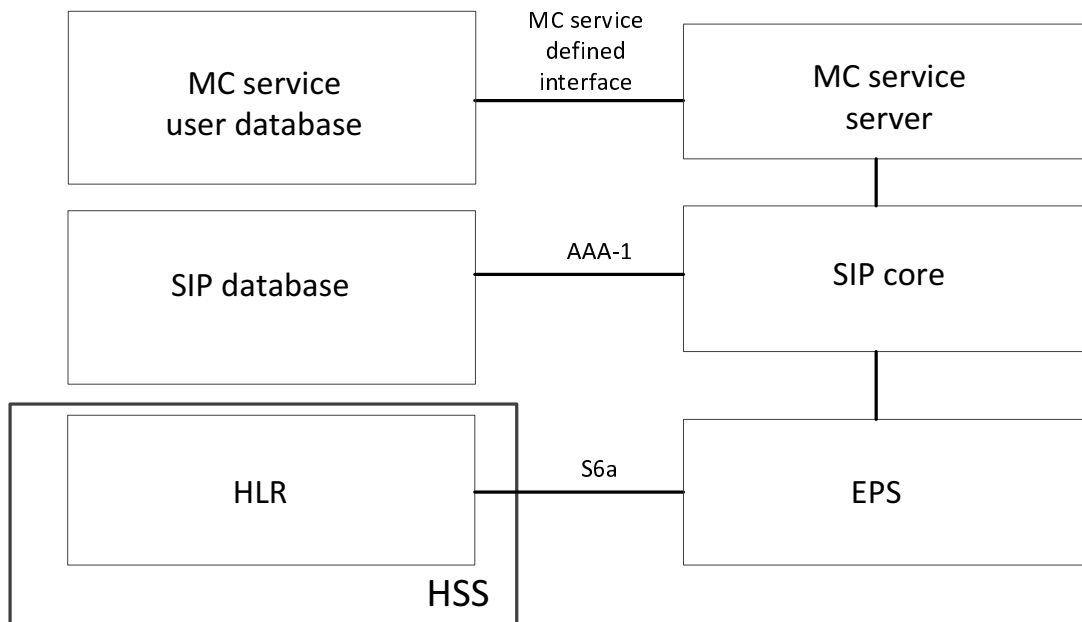 MC service
user database
MC service
defined
interface
MC service
server
SIP database
AAA-1
SIP core
HLR
S6a
EPS
HSS